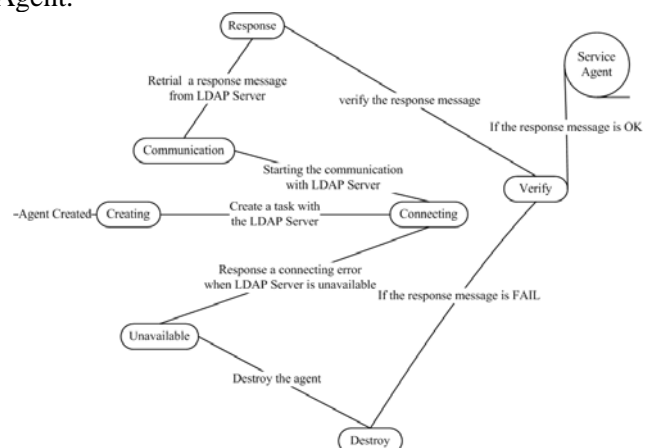 Agent.
Response
Service
Agent
Retrial a response message
from LDAP Server
verify the response message
If the response message is OK
Communication
Starting the communication
with LDAP Server
Verify
Agent Created
Creating
Create a task with
the LDAP Server
Connecting
Response a connecting error
when LDAP Server is unavailable
If the response message is FAIL
Unavailable
Destroy the agent
Destroy